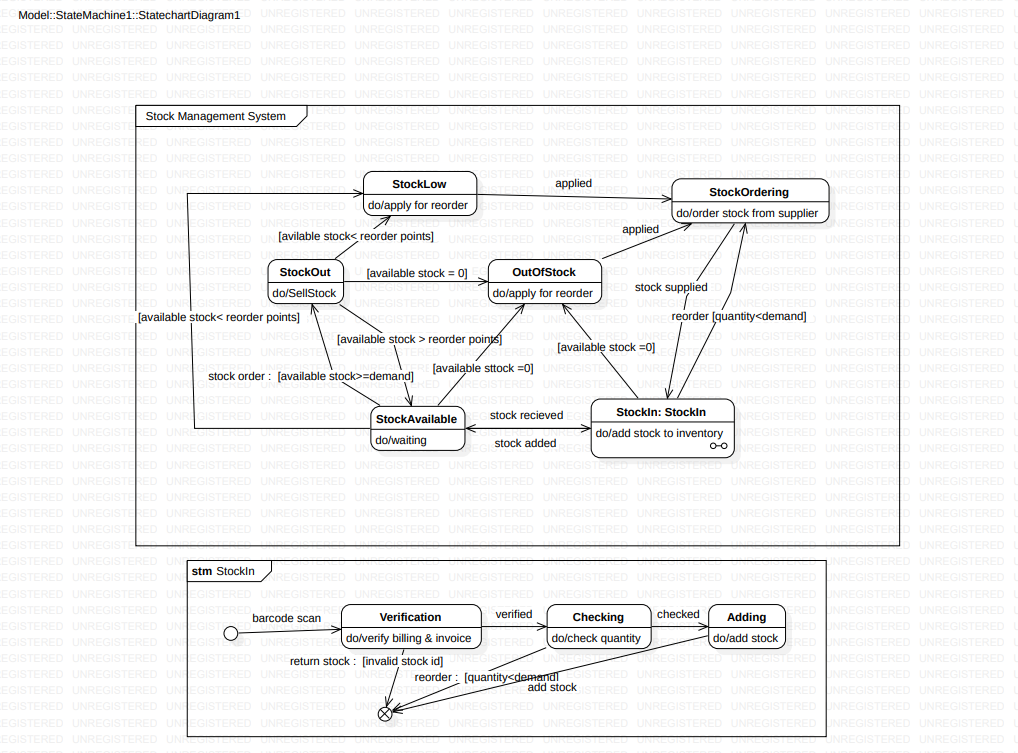 Model::StateMachine1::StatechartDiagram1
Stock Management System
StockLow
do/apply for reorder
applied
StockOrdering
do/order stock from supplier
[avilable stock< reorder points]
applied
StockOut
do/SellStock
[available stock = 0]
OutOfStock
do/apply for reorder
stock supplied
[available stock< reorder points]
reorder [quantity<demand]
[available stock > reorder points]
[available stock =0]
[available sttock =0]
stock order : [available stock>=demand]
StockAvailable
do/waiting
stock recieved
stock added
StockIn: StockIn
do/add stock to inventory
stm StockIn
barcode scan
Verification
do/verify billing & invoice
verified
Checking
do/check quantity
checked
Adding
do/add stock
return stock : [invalid stock id]
reorder : [quantity<demand]
add stock
UNREGISTERED